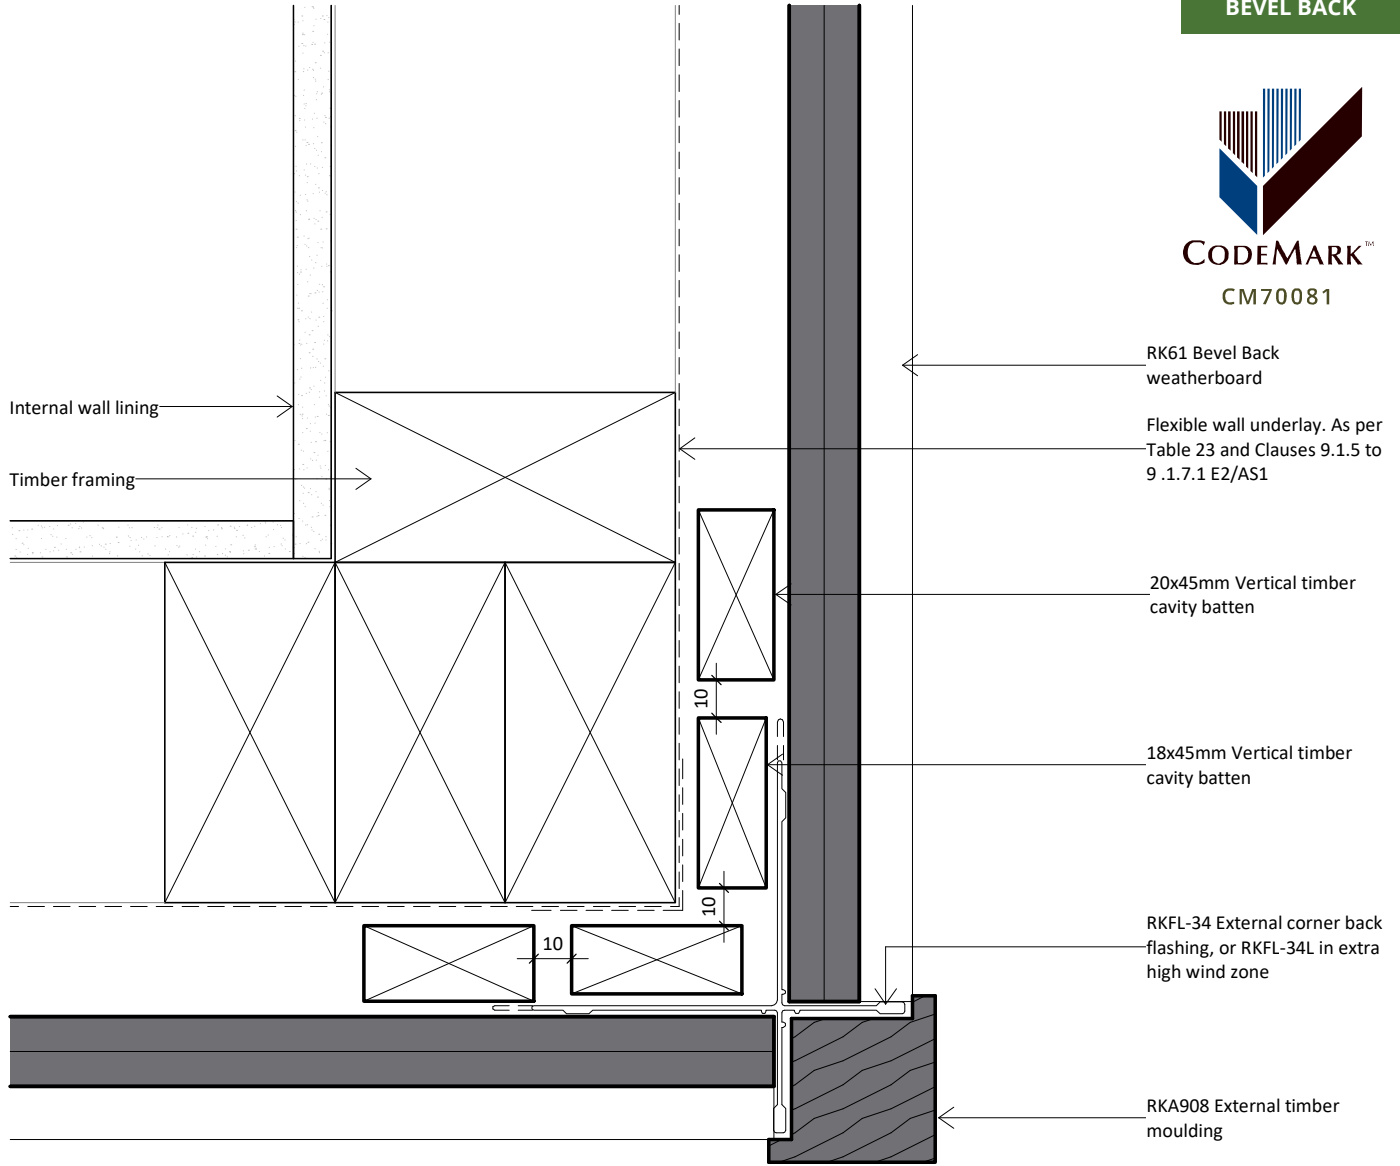 BEVEL BACK
CODEMARK™
CM70081
RK61 Bevel Back
weatherboard
Internal wall lining
Flexible wall underlay. As per
Table 23 and Clauses 9.1.5 to
9 .1.7.1 E2/AS1
Timber framing
20x45mm Vertical timber
cavity batten
10
18x45mm Vertical timber
cavity batten
10
10
RKFL-34 External corner back
flashing, or RKFL-34L in extra
high wind zone
RKA908 External timber
moulding